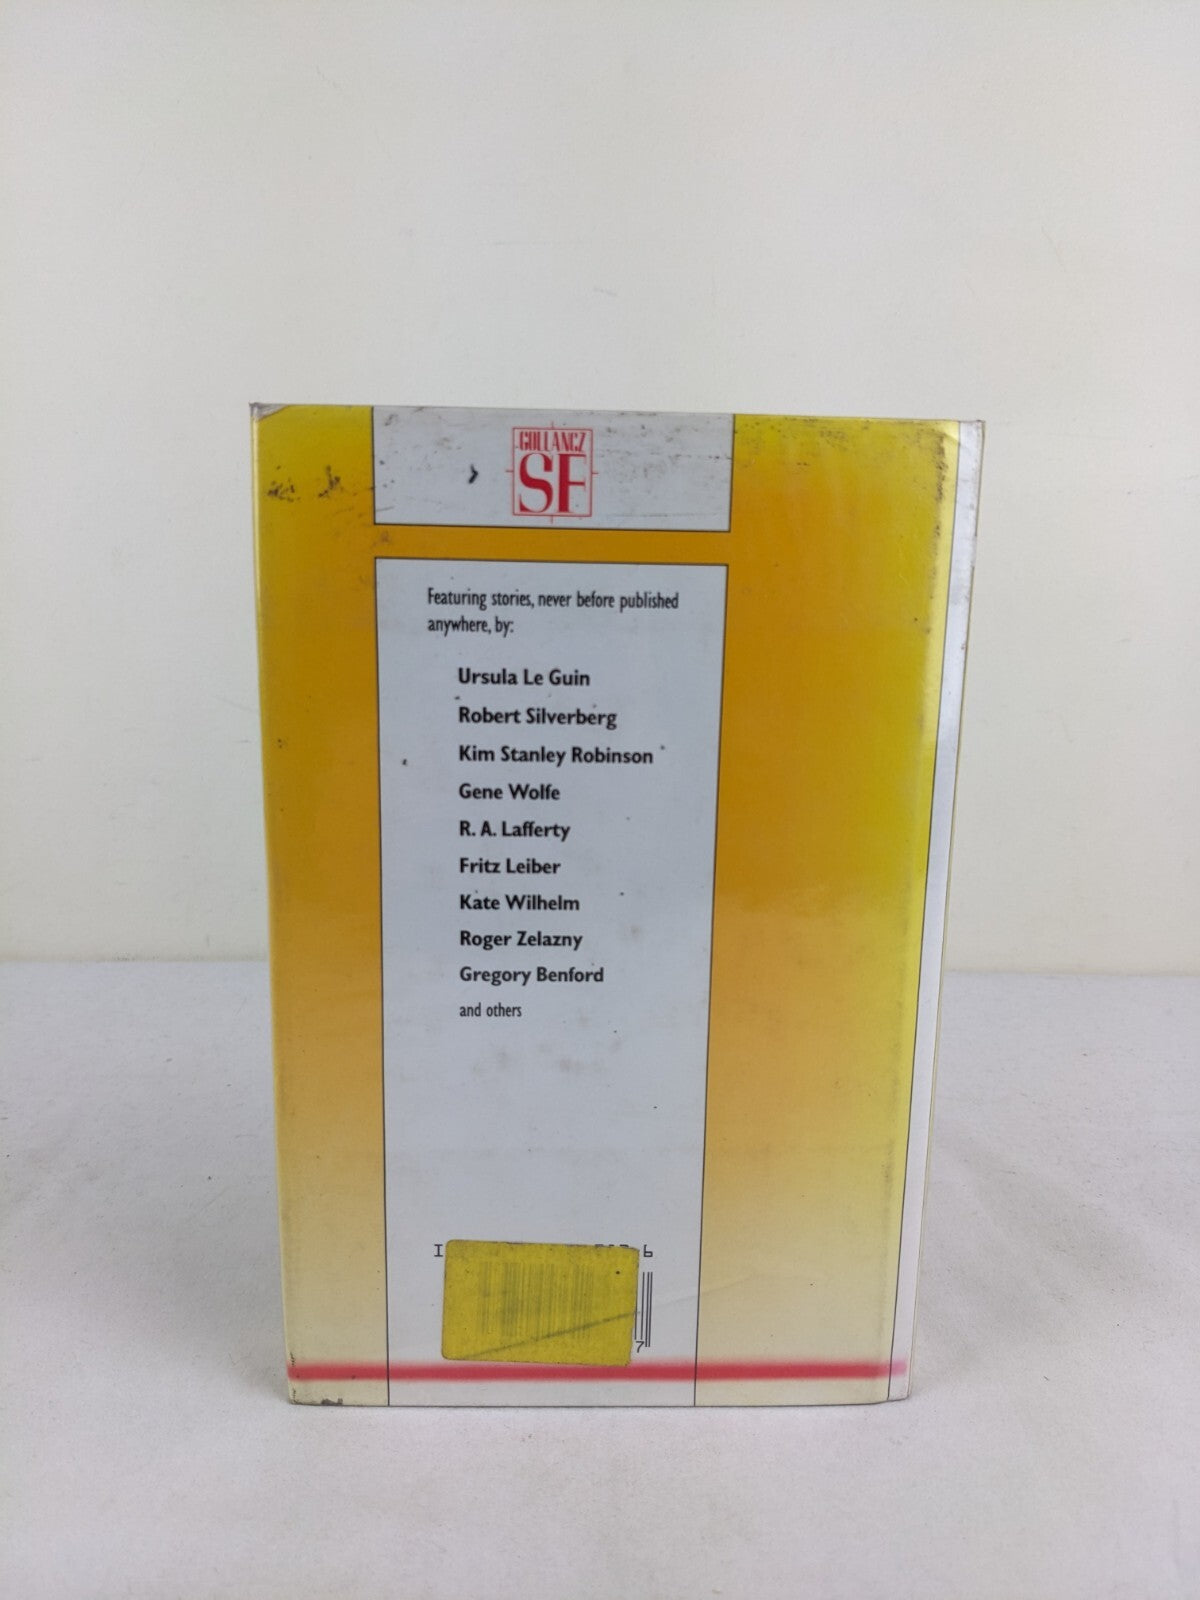 GOLLANCZ
SF
Featuring stories, never before published
anywhere, by:
Ursula Le Guin
Robert Silverberg
Kim Stanley Robinson
Gene Wolfe
R. A. Lafferty
Fritz Leiber
Kate Wilhelm
Roger Zelazny
Gregory Benford
and others